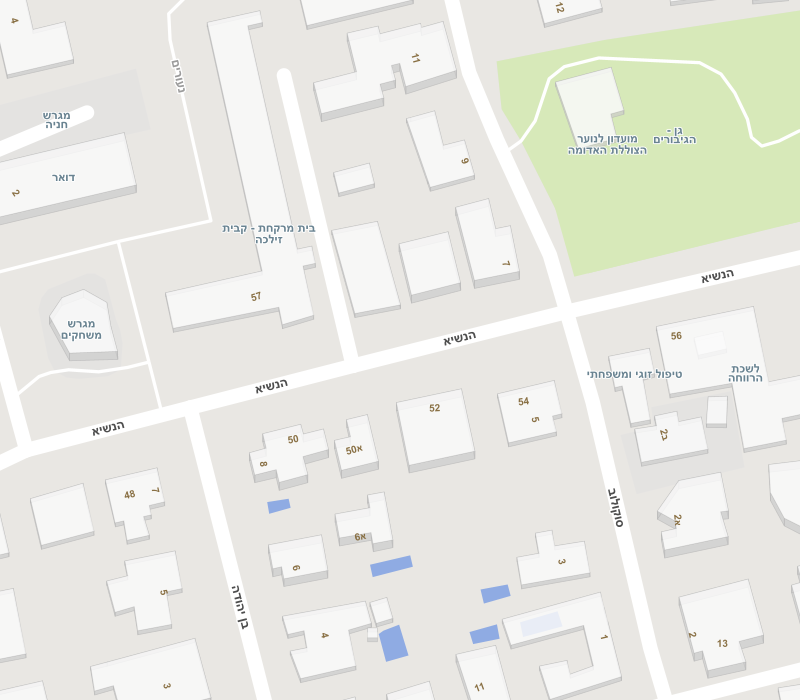 4
12
נעורים
11
מגרש
חניה
גן -
הגיבורים
מועדון לנוער
הצוללת האדומה
9
דואר
2
בית מרקחת - קבית
זילכה
7
הנשיא
57
מגרש
משחקים
הנשיא
56
לשכת
הרווחה
טיפול זוגי ומשפחתי
הנשיא
הנשיא
52
54
5
50
50א
8
2ב
48
7
סוקולוב
2א
6א
6
3
5
בן יהודה
4
1
2
13
3
11